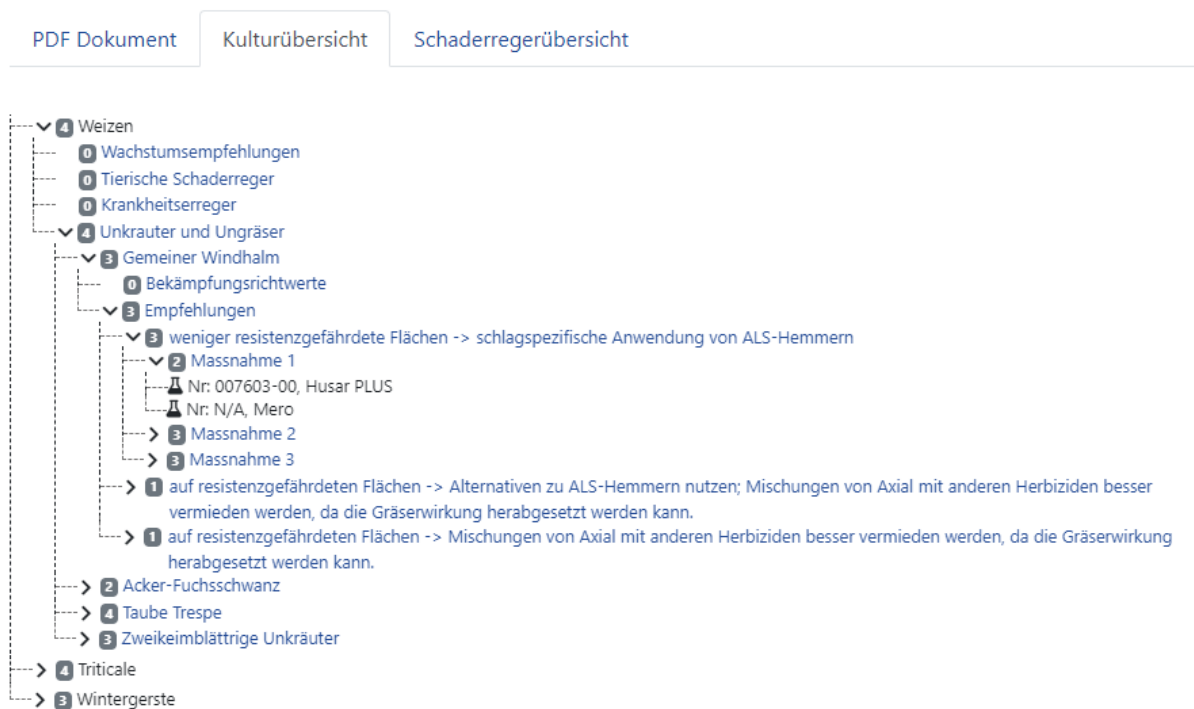 PDF Dokument Kulturübersicht Schaderregerübersicht
4 Weizen
0 Wachstumsempfehlungen
0 Tierische Schaderreger
0 Krankheitserreger
4 Unkrauter und Ungräser
3 Gemeiner Windhalm
0 Bekämpfungsrichtwerte
3 Empfehlungen
3 weniger resistenzgefährdete Flächen -> schlagspezifische Anwendung von ALS-Hemmern
2 Massnahme 1
Nr: 007603-00, Husar PLUS
Nr: N/A, Mero
3 Massnahme 2
3 Massnahme 3
1 auf resistenzgefährdeten Flächen -> Alternativen zu ALS-Hemmern nutzen; Mischungen von Axial mit anderen Herbiziden besser
vermieden werden, da die Gräserwirkung herabgesetzt werden kann.
1 auf resistenzgefährdeten Flächen -> Mischungen von Axial mit anderen Herbiziden besser vermieden werden, da die Gräserwirkung
herabgesetzt werden kann.
2 Acker-Fuchsschwanz
4 Taube Trespe
3 Zweikeimblättrige Unkräuter
4 Triticale
3 Wintergerste